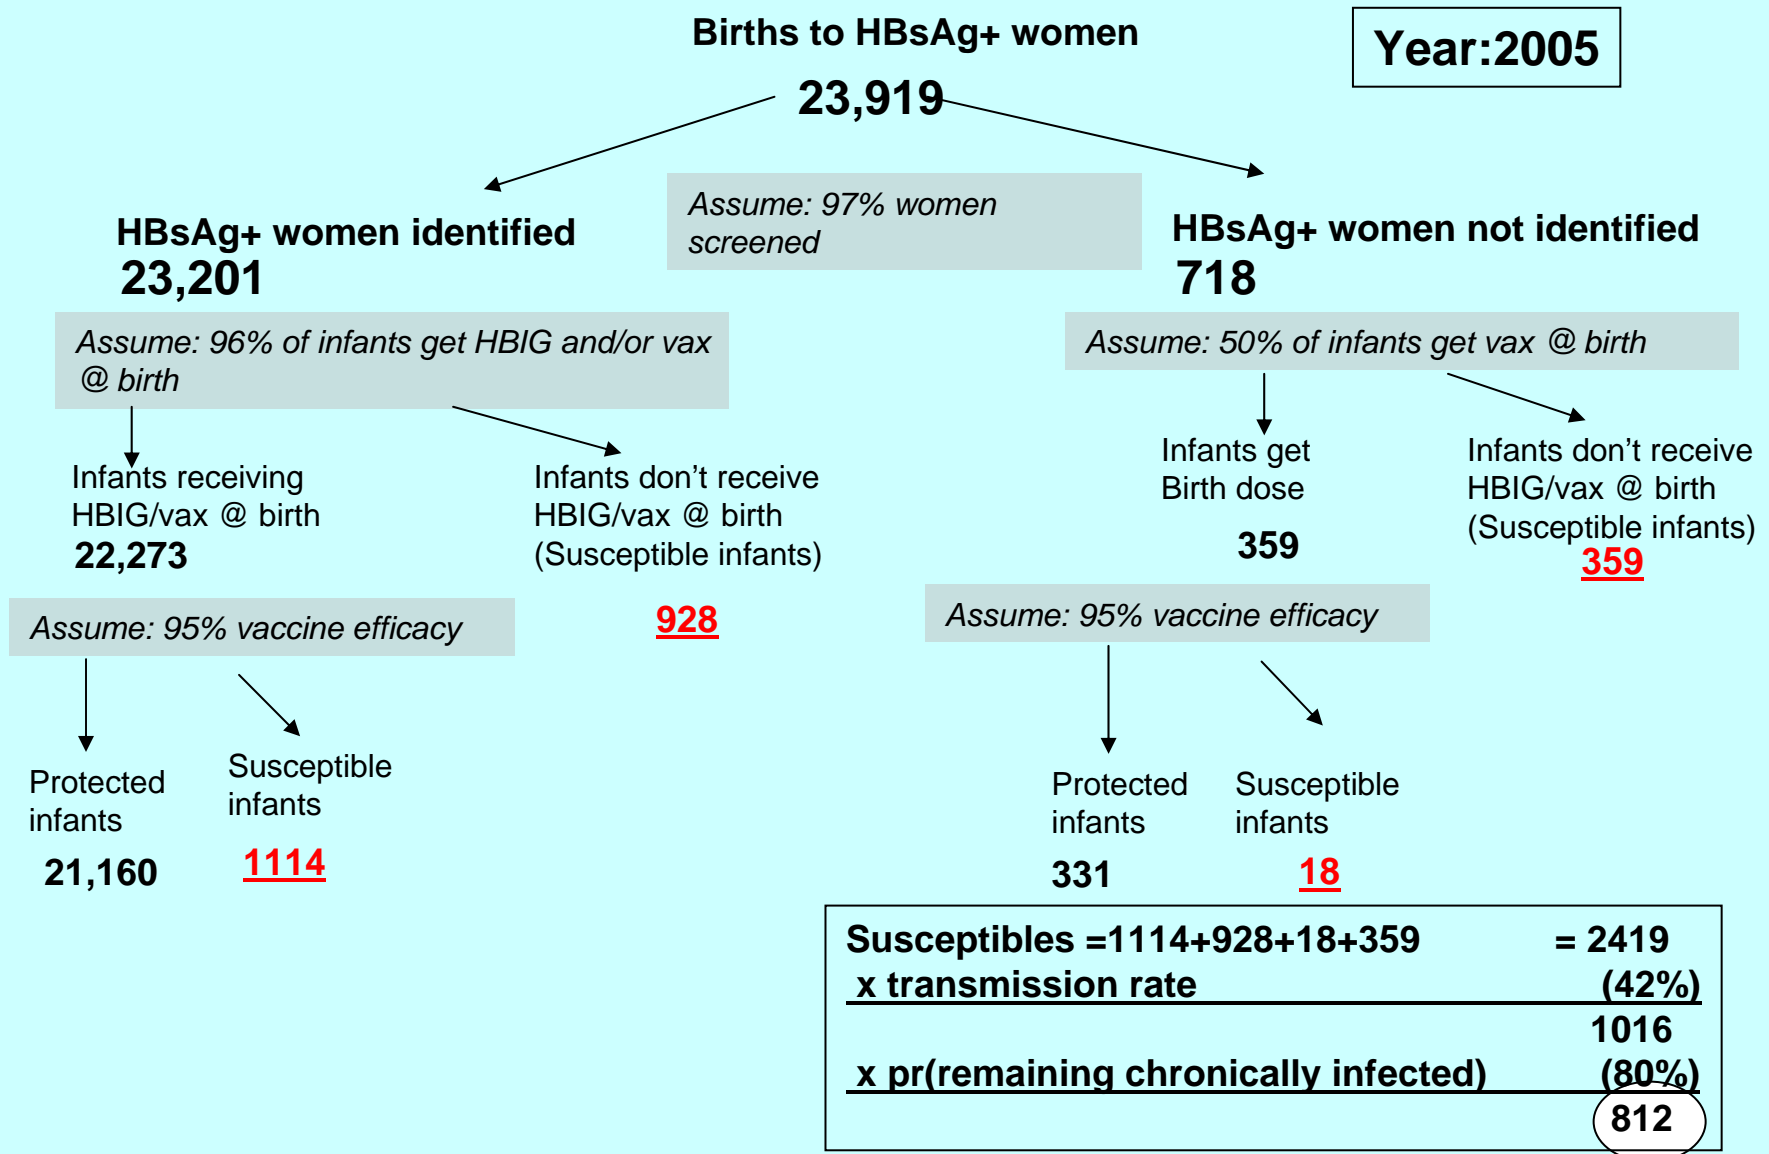 Births to HBsAg+ women
23,919
Year:2005
Assume: 97% women
screened
HBsAg+ women identified
23,201
HBsAg+ women not identified
718
Assume: 96% of infants get HBIG and/or vax
@ birth
Assume: 50% of infants get vax @ birth
Infants receiving
HBIG/vax @ birth
22,273
Infants don’t receive
HBIG/vax @ birth
(Susceptible infants)
928
Infants get
Birth dose
359
Infants don’t receive
HBIG/vax @ birth
(Susceptible infants)
359
Assume: 95% vaccine efficacy
Assume: 95% vaccine efficacy
Protected
infants
21,160
Susceptible
infants
1114
Protected
infants
331
Susceptible
infants
18
Susceptibles =1114+928+18+359 = 2419
x transmission rate (42%)
1016
x pr(remaining chronically infected) (80%)
812